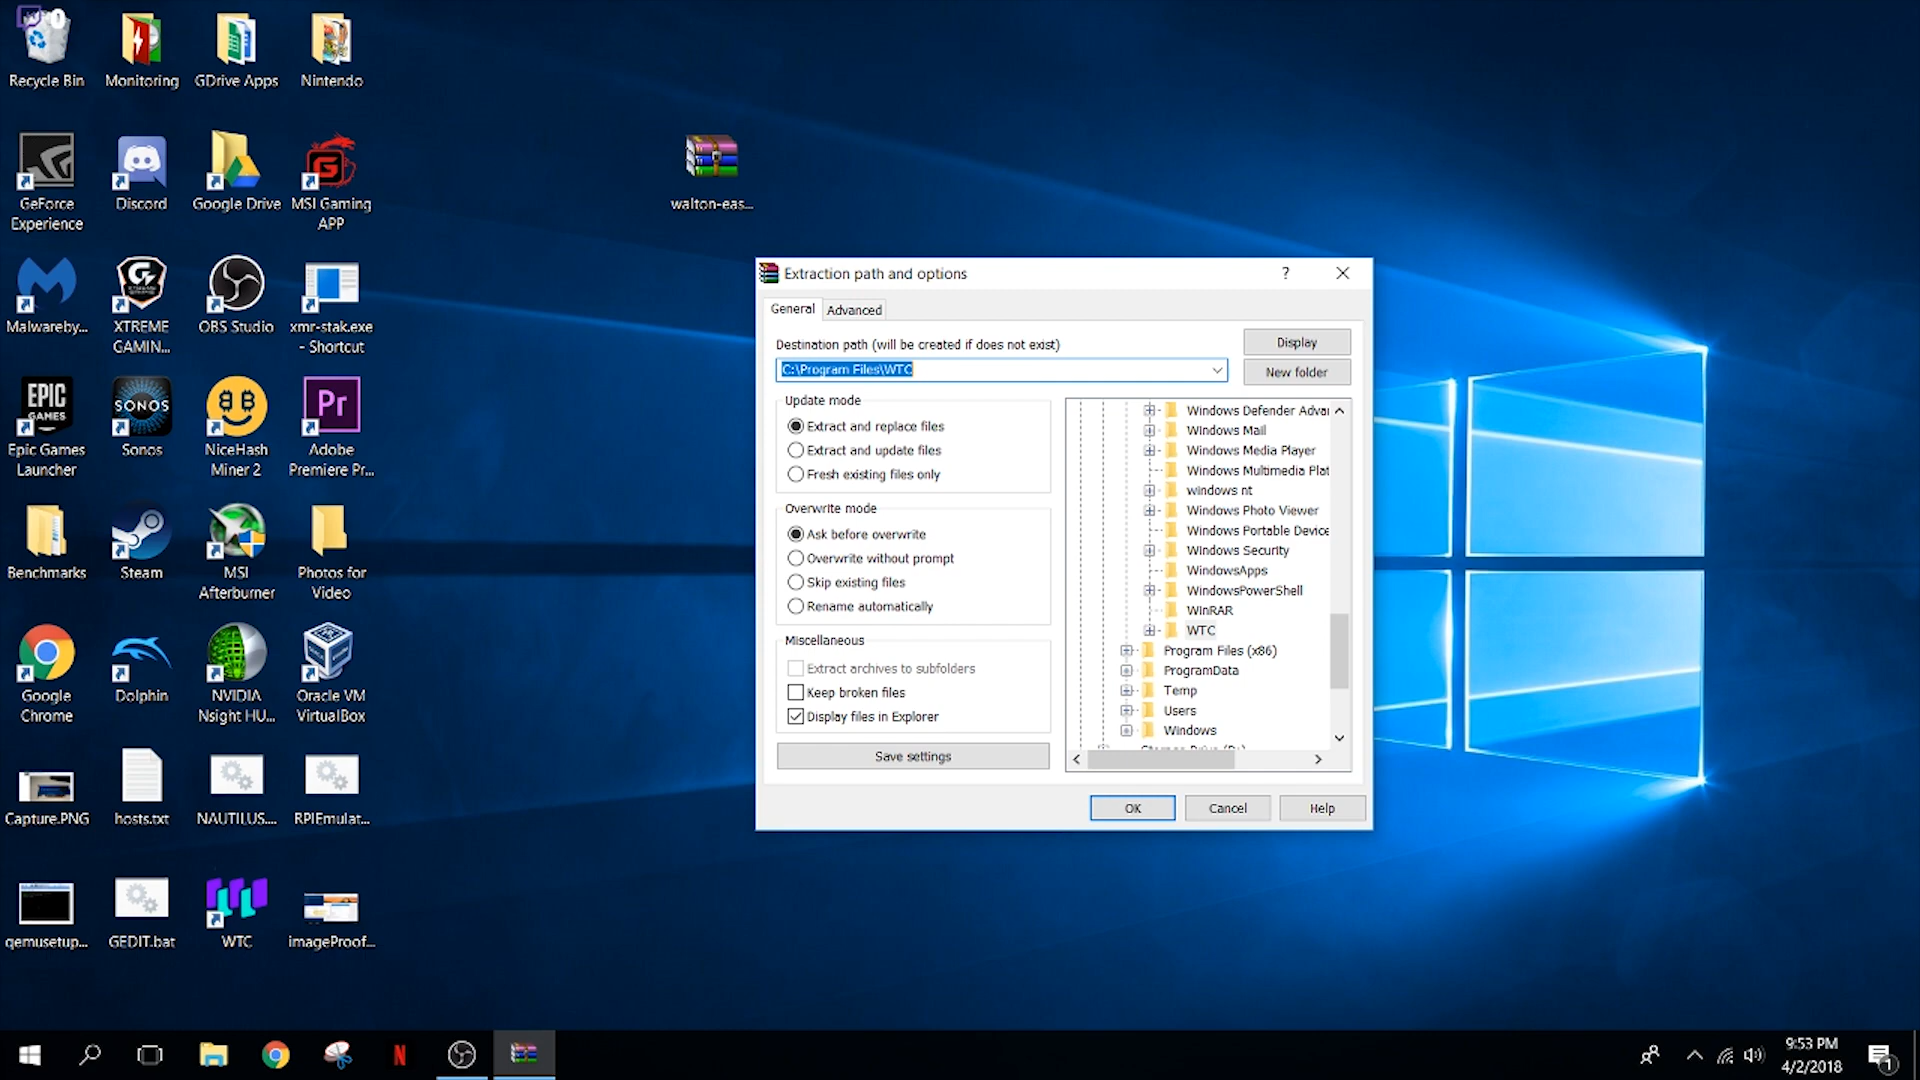 0
Recycle Bin
Monitoring
GDrive Apps
Nintendo
GeForce
Experience
Discord
Google Drive
MSI Gaming
APP
walton-eas...
Malwareby...
XTREME
GAMIN...
OBS Studio
xmr-stak.exe
- Shortcut
EPIC
GAMES
SONOS
Pr
Epic Games
Launcher
Sonos
NiceHash
Miner 2
Adobe
Premiere Pr...
Benchmarks
Steam
MSI
Afterburner
Photos for
Video
Google
Chrome
Dolphin
NVIDIA
Nsight HU...
Oracle VM
VirtualBox
Capture.PNG
hosts.txt
NAUTILUS....
RPIEmulat...
qemusetup...
GEDIT.bat
WTC
imageProof...
Extraction path and options
?
General
Advanced
Destination path (will be created if does not exist)
Display
C:\Program Files\WTC
New folder
Update mode
Extract and replace files
Extract and update files
Fresh existing files only
Overwrite mode
Ask before overwrite
Overwrite without prompt
Skip existing files
Rename automatically
Miscellaneous
Extract archives to subfolders
Keep broken files
Display files in Explorer
Save settings
Windows Defender Advan
Windows Mail
Windows Media Player
Windows Multimedia Plat
windows nt
Windows Photo Viewer
Windows Portable Device
Windows Security
WindowsApps
WindowsPowerShell
WinRAR
WTC
Program Files (x86)
ProgramData
Temp
Users
Windows
OK
Cancel
Help
N
9:53 PM
4/2/2018
1